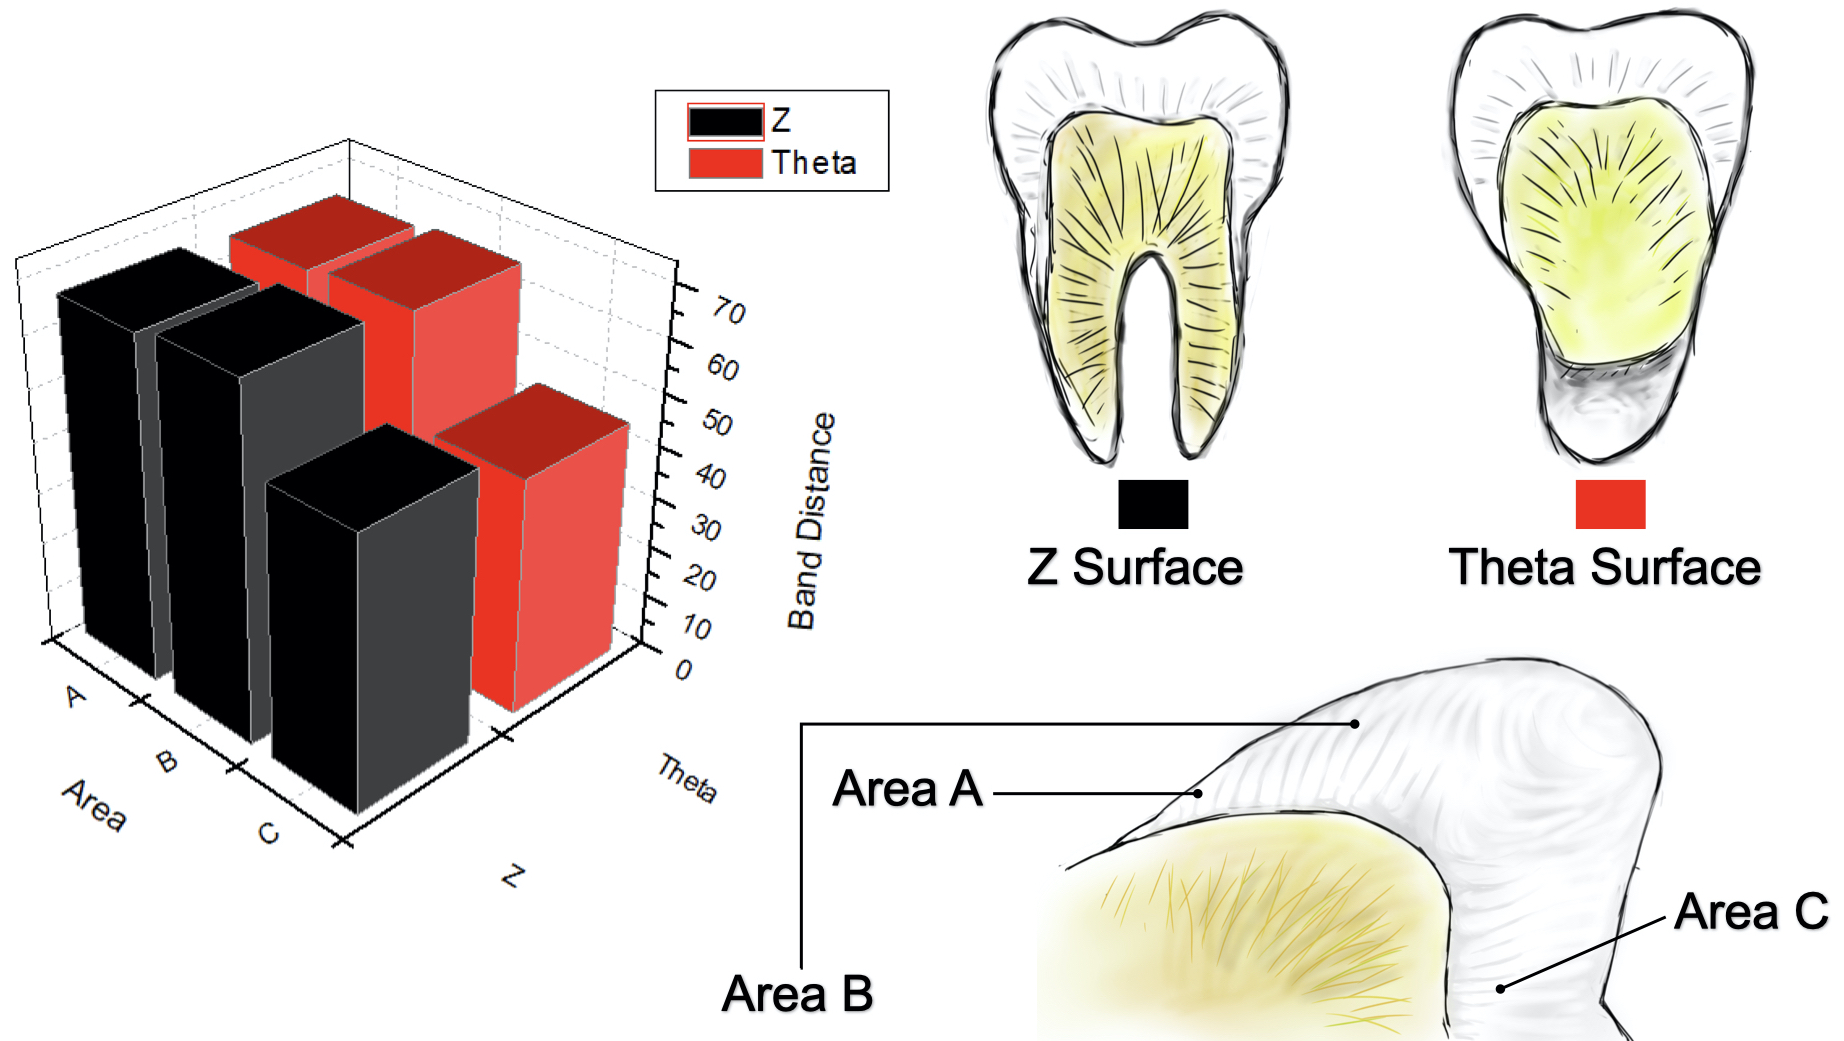 Z
Theta
70
60
50
40
30
20
10
0
Band Distance
A
B
C
Area
Z
Theta
Z Surface
Theta Surface
Area A
Area B
Area C